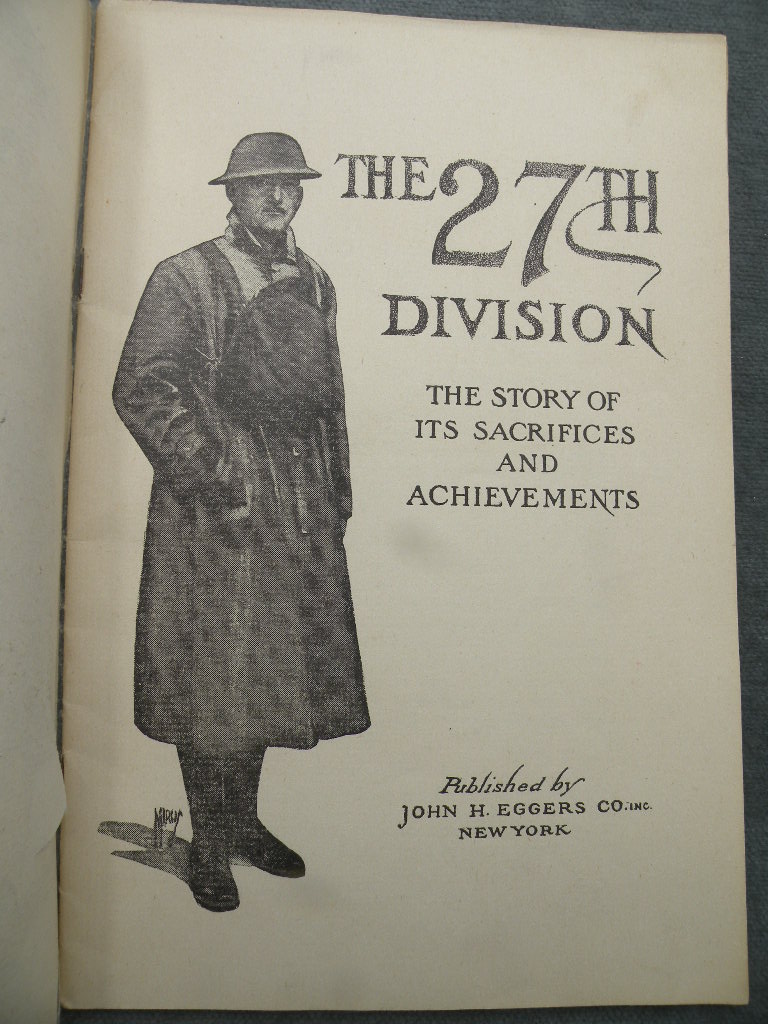 THE 27TH
DIVISION
THE STORY OF
ITS SACRIFICES
AND
ACHIEVEMENTS
Published by
JOHN H. EGGERS CO. INC.
NEW YORK